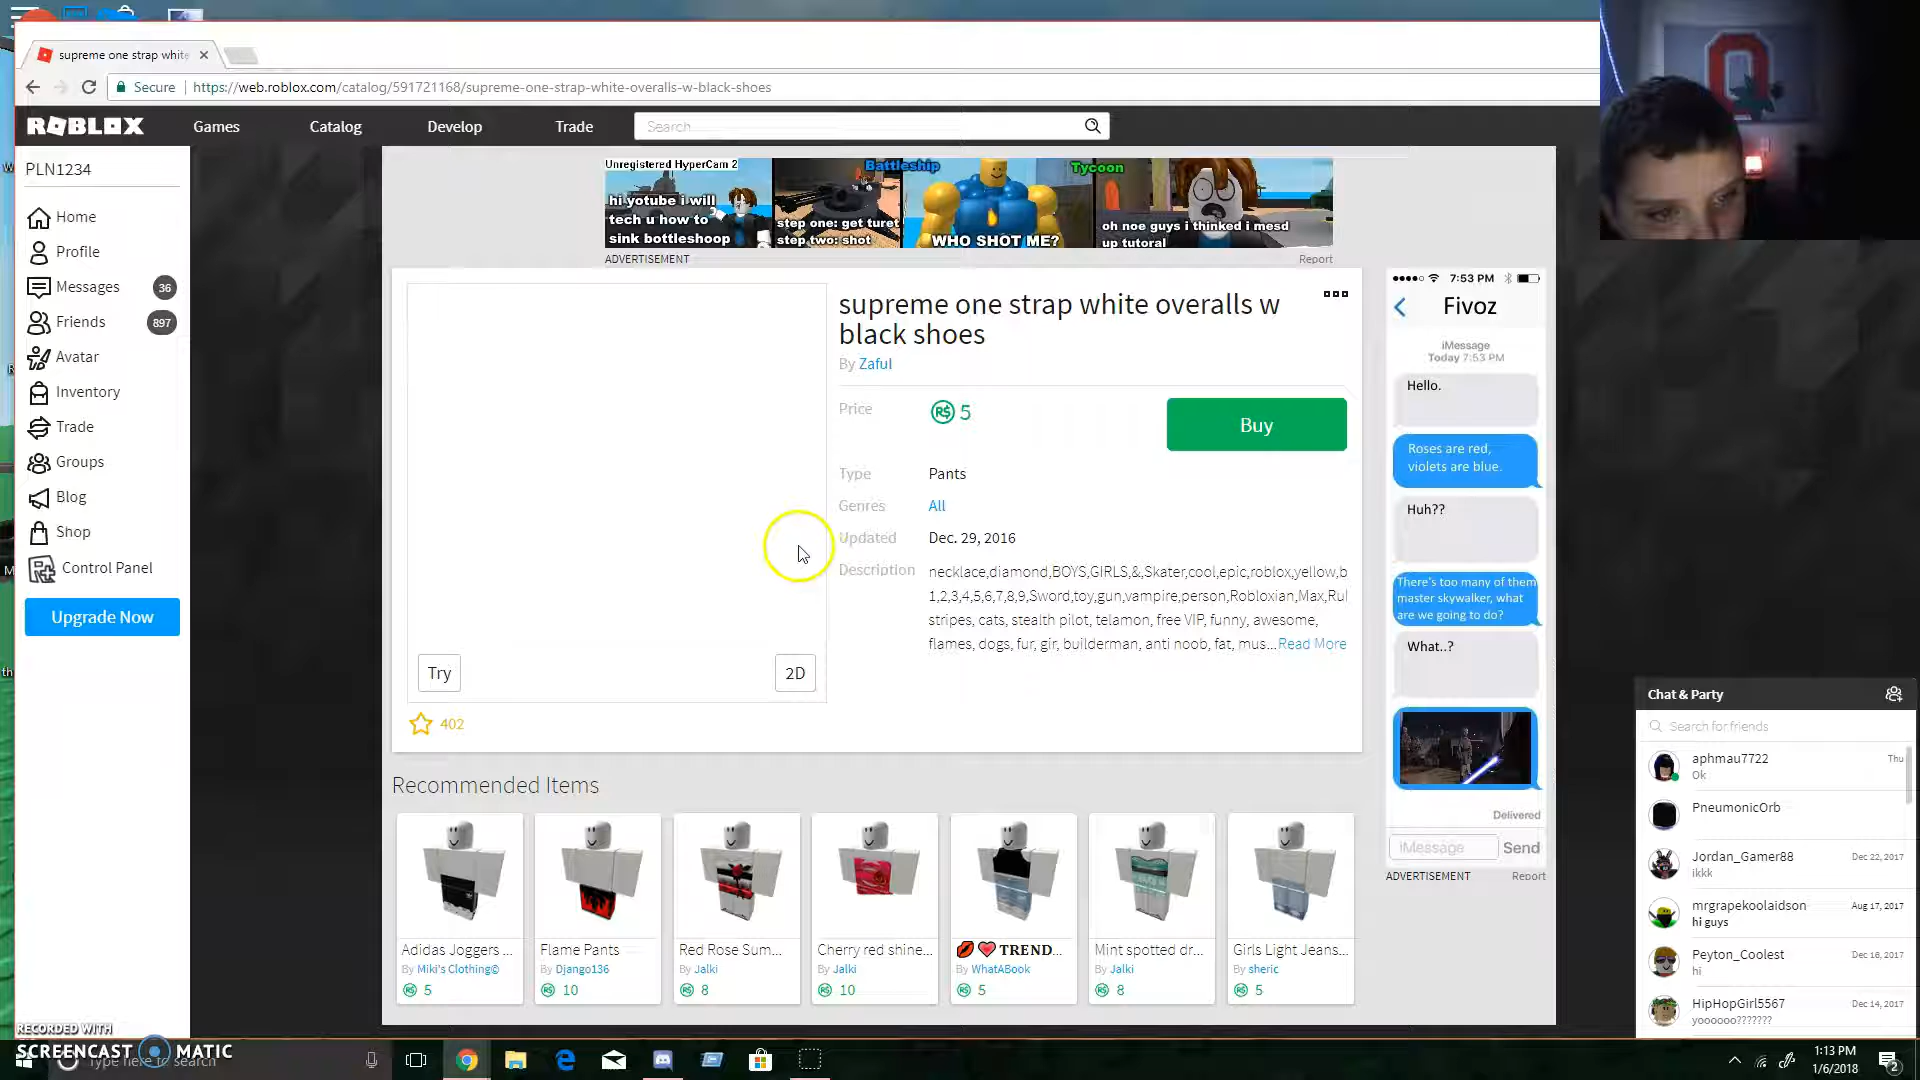 supreme one strap white
Secure
https://web.roblox.com/catalog/591721168/supreme-one-strap-white-overalls-w-black-shoes
ROBLOX
Games
Catalog
Develop
Trade
Search
PLN1234
Home
Profile
Messages
36
Friends
897
Avatar
Inventory
Trade
Groups
Blog
Shop
Control Panel
Upgrade Now
Unregistered HyperCam 2
hi yotube i will
tech u how to
sink bottleshoop
Battleship
step one: get turet
step two: shot
WHO SHOT ME?
Tycoon
oh noe guys i thinked i mesd
up tutoral
ADVERTISEMENT
Report
supreme one strap white overalls w
black shoes
By Zaful
Price
R$ 5
Buy
Type
Pants
Genres
All
Updated
Dec. 29, 2016
Description
necklace,diamond,BOYS,GIRLS,&,Skater,cool,epic,roblox,yellow,b
1,2,3,4,5,6,7,8,9,Sword,toy,gun,vampire,person,Robloxian,Max,Rul
stripes, cats, stealth pilot, telamon, free VIP, funny, awesome,
flames, dogs, fur, gir, builderman, anti noob, fat, mus...Read More
Try
2D
402
7:53 PM
Fivoz
iMessage
Today 7:53 PM
Hello.
Roses are red,
violets are blue.
Huh??
There's too many of them
master skywalker, what
are we going to do?
What..?
Delivered
iMessage
Send
ADVERTISEMENT
Report
Recommended Items
Adidas Joggers ...
By Miki's Clothing©
R$ 5
Flame Pants
By Django136
R$ 10
Red Rose Sum...
By Jalki
R$ 8
Cherry red shine...
By Jalki
R$ 10
💋 ❤ TREND...
By WhatABook
R$ 5
Mint spotted dr...
By Jalki
R$ 8
Girls Light Jeans...
By sheric
R$ 5
Chat & Party
Search for friends
aphmau7722
Thu
Ok
PneumonicOrb
Jordan_Gamer88
Dec 22, 2017
ikkk
mrgrapekoolaidson
Aug 17, 2017
hi guys
Peyton_Coolest
Dec 16, 2017
hi
HipHopGirl5567
Dec 14, 2017
yoooooo???????
RECORDED WITH
SCREENCAST MATIC
Type here to search
1:13 PM
1/6/2018
2